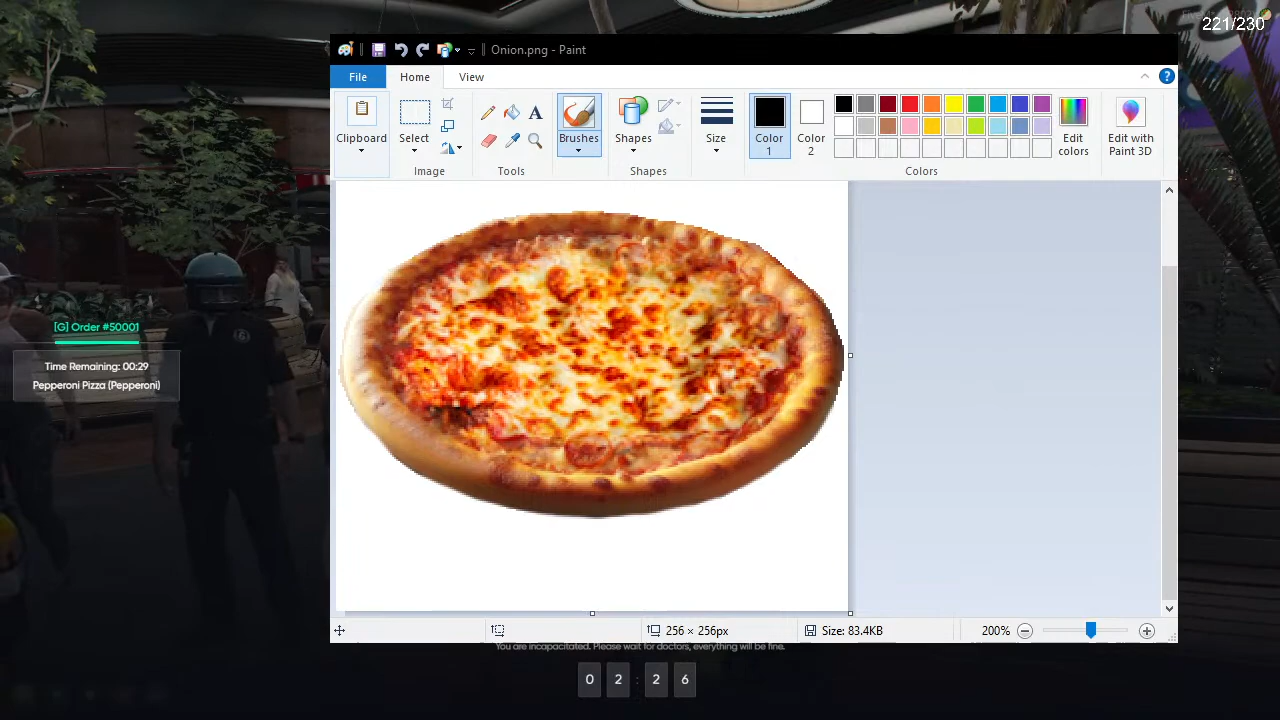 221/230
Onion.png - Paint
File Home View
Clipboard
Select
Image
Tools
Brushes
Shapes
Shapes
Size
Color 1
Color 2
Edit colors
Colors
Edit with Paint 3D
[G] Order #50001
Time Remaining: 00:29
Pepperoni Pizza (Pepperoni)
256 × 256px
Size: 83.4KB
200%
You are incapacitated. Please wait for doctors, everything will be fine.
0 2 : 2 6